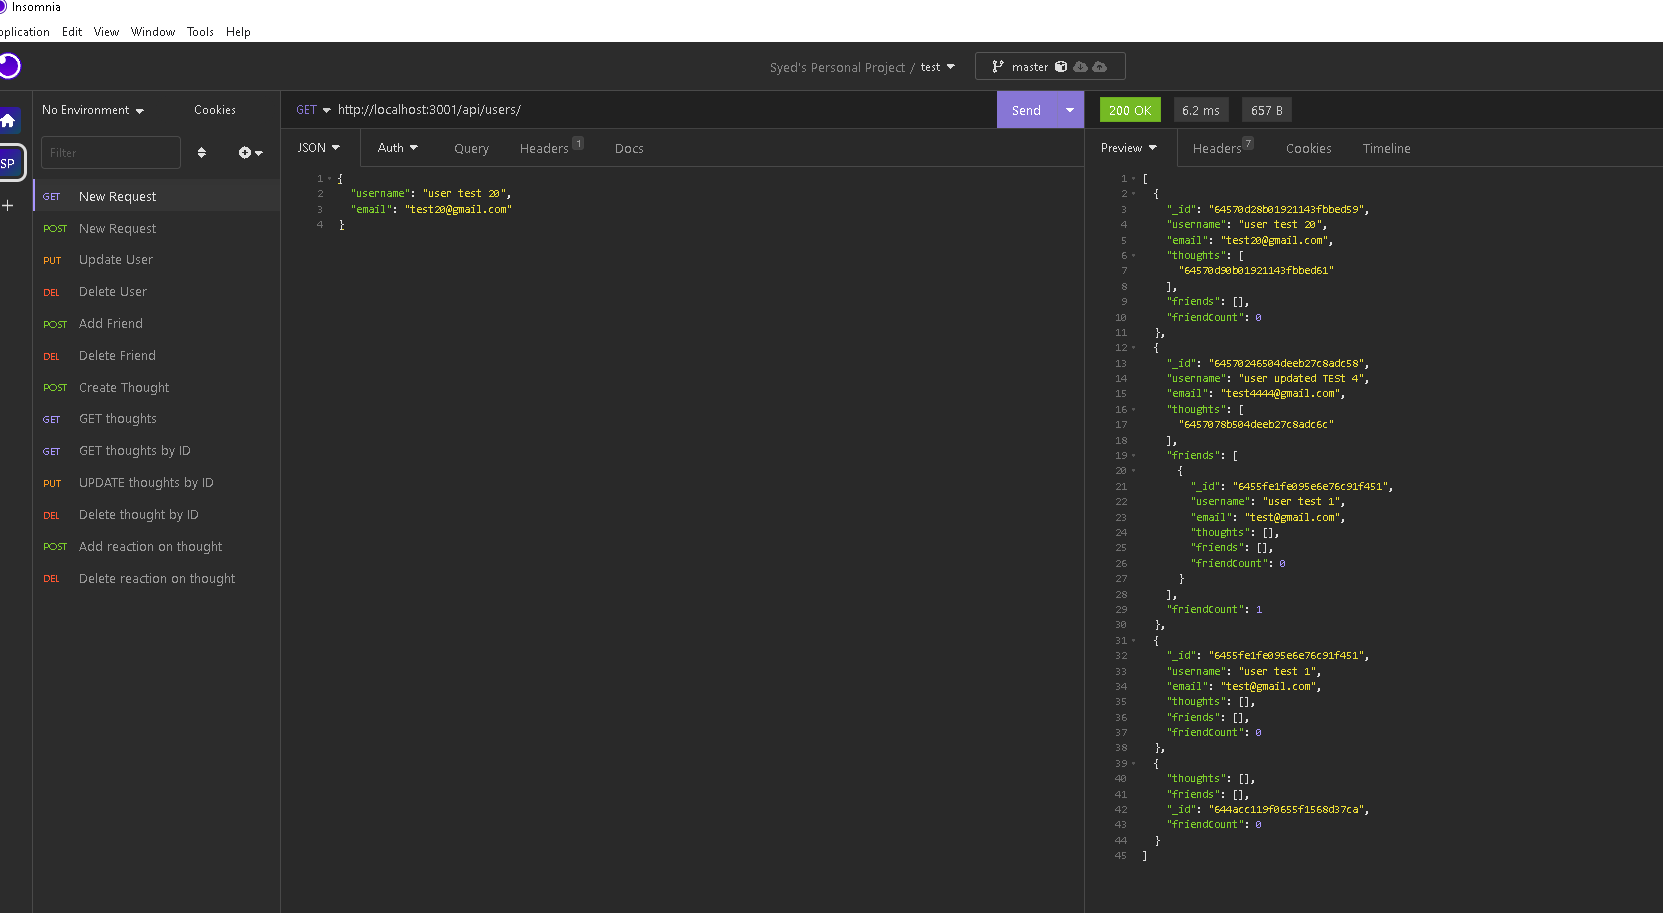 Insomnia
pplication Edit View Window Tools Help
Syed's Personal Project / test master
No Environment Cookies
GET http://localhost:3001/api/users/ Send
200 OK 6.2 ms 657 B
Filter
JSON Auth Query Headers 1 Docs
Preview Headers 7 Cookies Timeline
SP
GET New Request
POST New Request
PUT Update User
DEL Delete User
POST Add Friend
DEL Delete Friend
POST Create Thought
GET GET thoughts
GET GET thoughts by ID
PUT UPDATE thoughts by ID
DEL Delete thought by ID
POST Add reaction on thought
DEL Delete reaction on thought
1 {
2 "username": "user test 20",
3 "email": "test20@gmail.com"
4 }
1 [
2 {
3 "_id": "64570d28b01921143fbbed59",
4 "username": "user test 20",
5 "email": "test20@gmail.com",
6 "thoughts": [
7 "64570d90b01921143fbbed61"
8 ],
9 "friends": [],
10 "friendCount": 0
11 },
12 {
13 "_id": "64570246504deeb27c8adc58",
14 "username": "user updated TESt 4",
15 "email": "test4444@gmail.com",
16 "thoughts": [
17 "6457078b504deeb27c8adc6c"
18 ],
19 "friends": [
20 {
21 "_id": "6455fe1fe095e6e76c91f451",
22 "username": "user test 1",
23 "email": "test@gmail.com",
24 "thoughts": [],
25 "friends": [],
26 "friendCount": 0
27 }
28 ],
29 "friendCount": 1
30 },
31 {
32 "_id": "6455fe1fe095e6e76c91f451",
33 "username": "user test 1",
34 "email": "test@gmail.com",
35 "thoughts": [],
36 "friends": [],
37 "friendCount": 0
38 },
39 {
40 "thoughts": [],
41 "friends": [],
42 "_id": "644acc119f0655f1568d37ca",
43 "friendCount": 0
44 }
45 ]